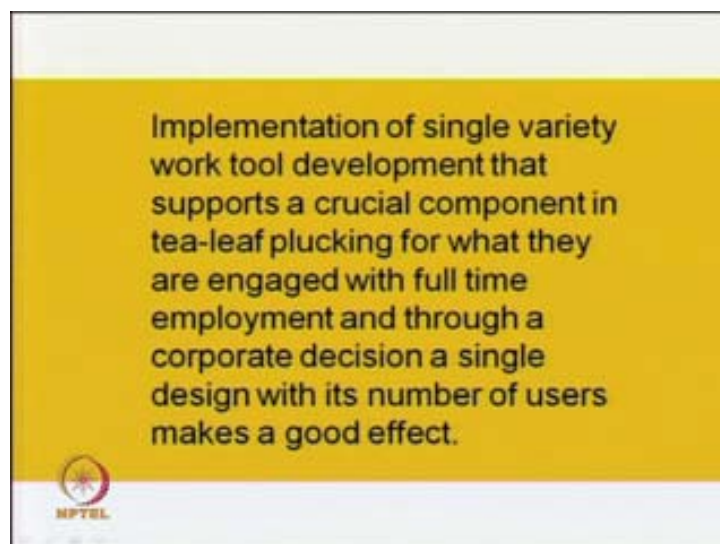 Implementation of single variety
work tool development that
supports a crucial component in
tea-leaf plucking for what they
are engaged with full time
employment and through a
corporate decision a single
design with its number of users
makes a good effect.
NPTEL